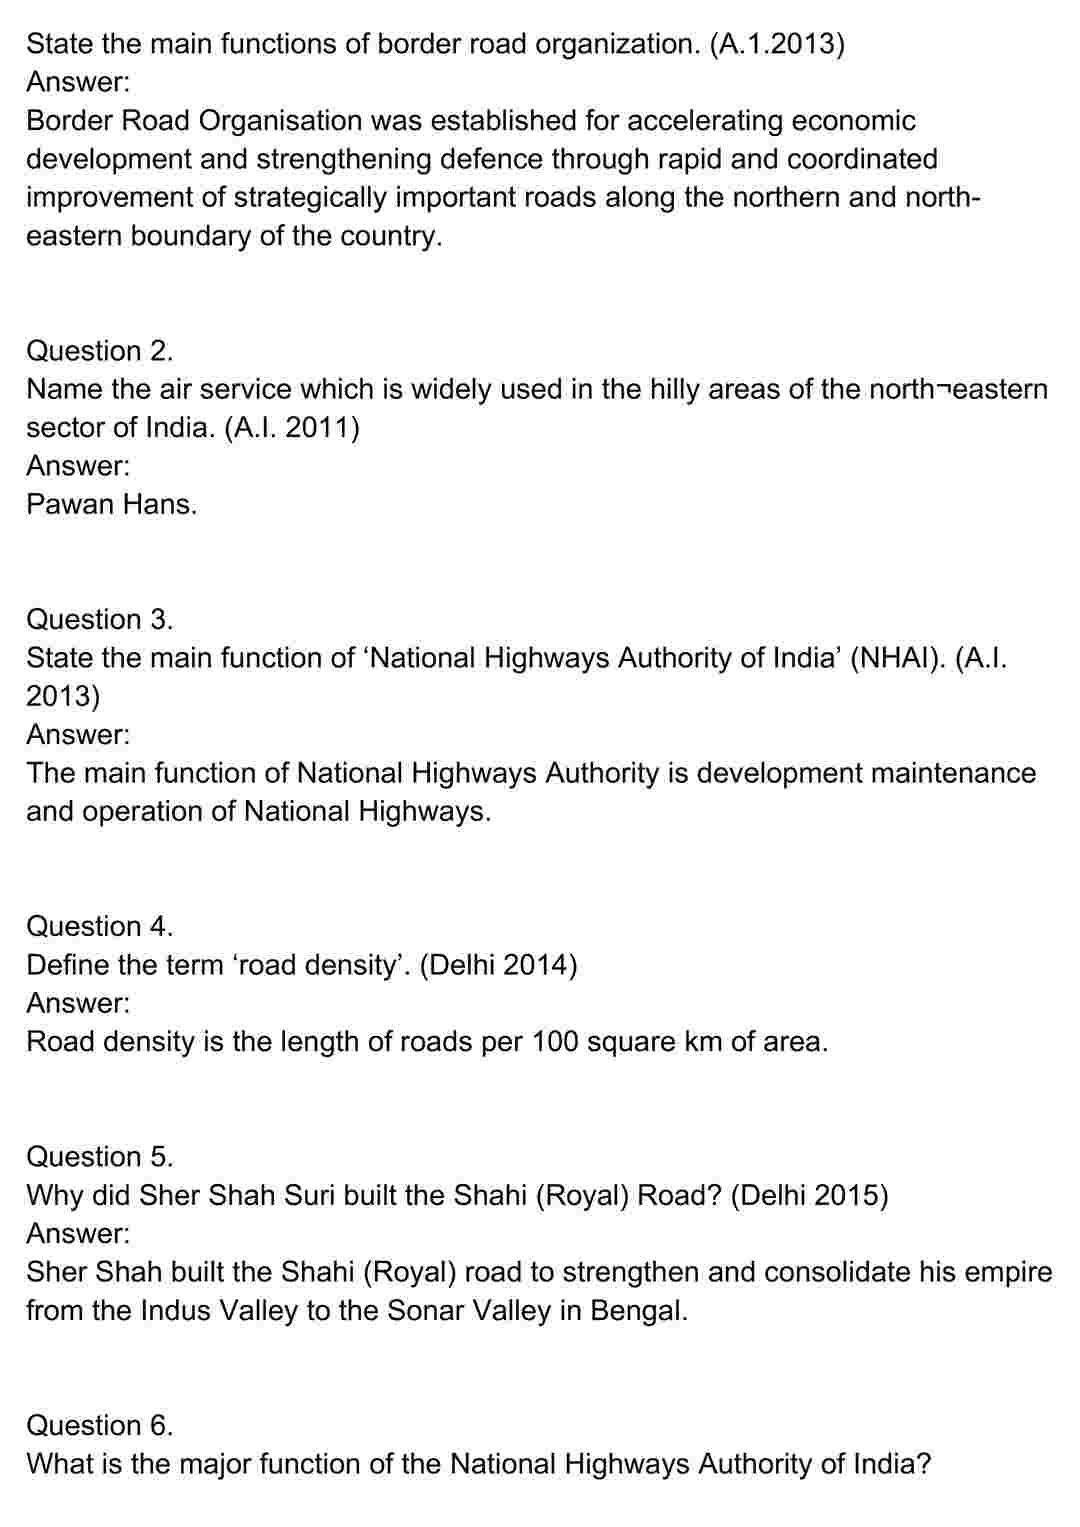 State the main functions of border road organization. (A.1.2013)
Answer:
Border Road Organisation was established for accelerating economic
development and strengthening defence through rapid and coordinated
improvement of strategically important roads along the northern and north-
eastern boundary of the country.
Question 2.
Name the air service which is widely used in the hilly areas of the north¬eastern
sector of India. (A.I. 2011)
Answer:
Pawan Hans.
Question 3.
State the main function of ‘National Highways Authority of India’ (NHAI). (A.I.
2013)
Answer:
The main function of National Highways Authority is development maintenance
and operation of National Highways.
Question 4.
Define the term ‘road density’. (Delhi 2014)
Answer:
Road density is the length of roads per 100 square km of area.
Question 5.
Why did Sher Shah Suri built the Shahi (Royal) Road? (Delhi 2015)
Answer:
Sher Shah built the Shahi (Royal) road to strengthen and consolidate his empire
from the Indus Valley to the Sonar Valley in Bengal.
Question 6.
What is the major function of the National Highways Authority of India?